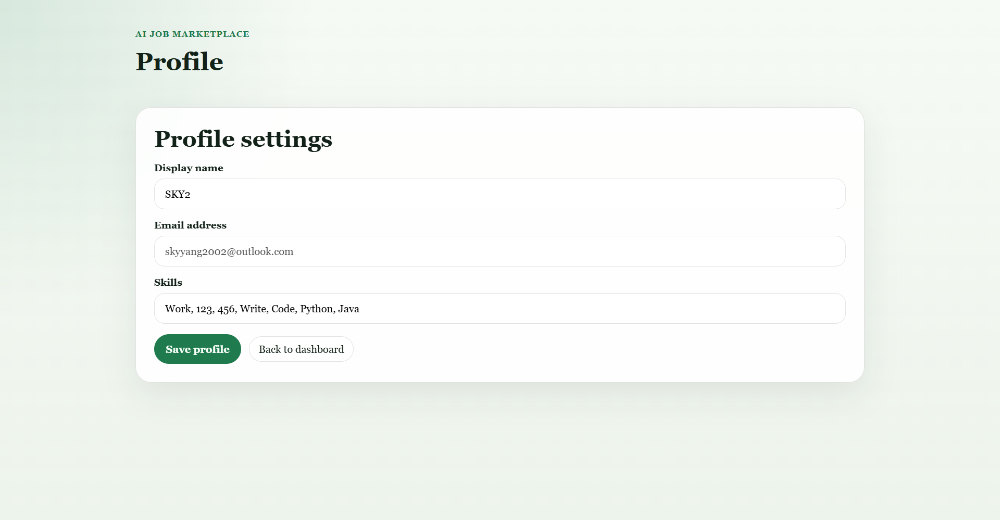 AI JOB MARKETPLACE
Profile
Profile settings
Display name
SKY2
Email address
skyyang2002@outlook.com
Skills
Work, 123, 456, Write, Code, Python, Java
Save profile
Back to dashboard